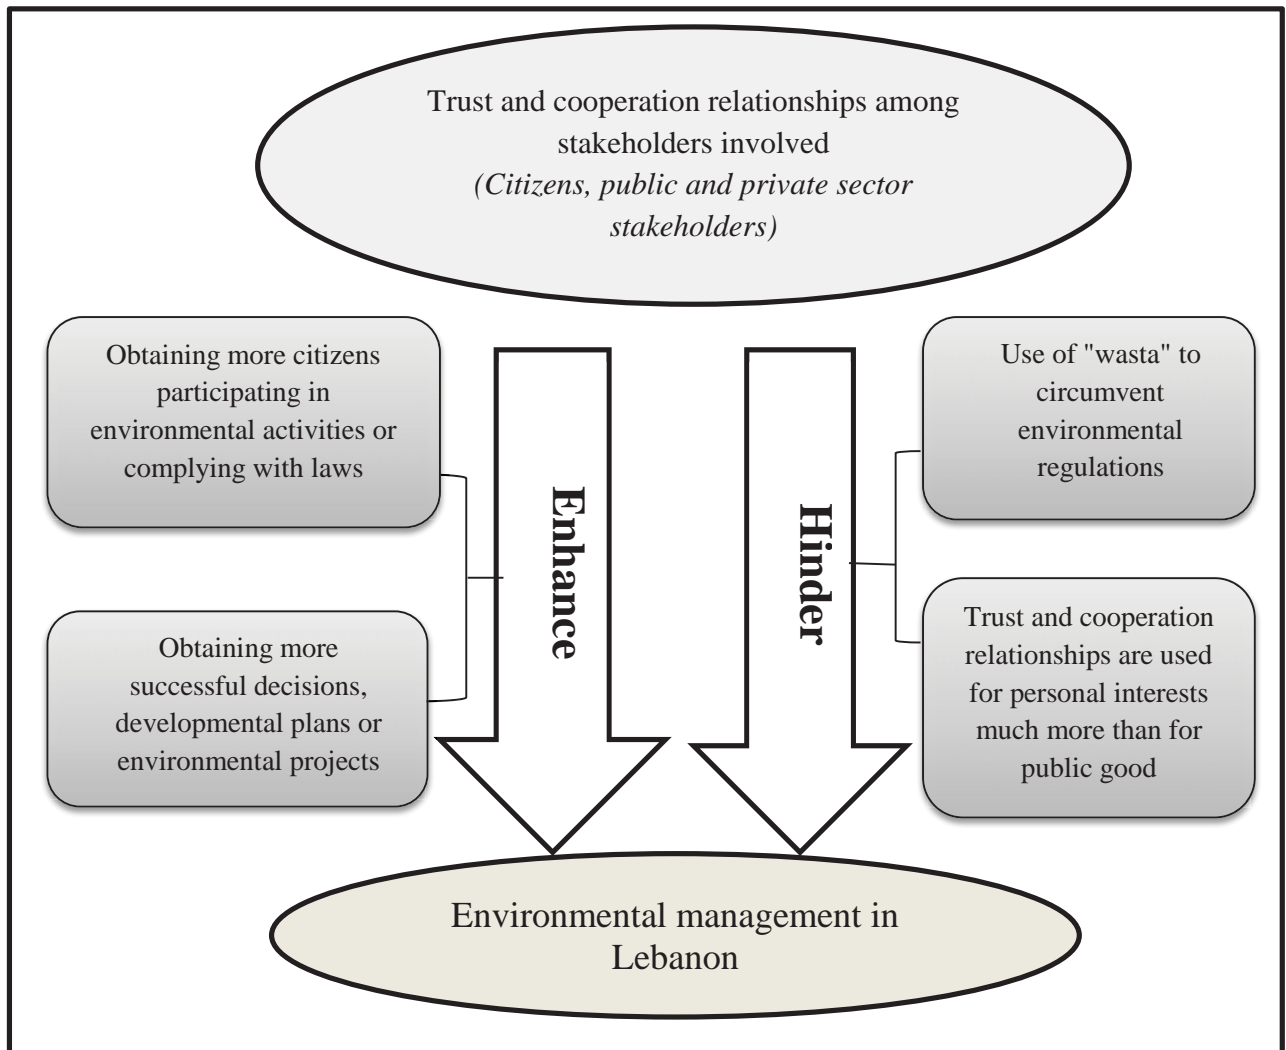 Trust and cooperation relationships among
stakeholders involved
(Citizens, public and private sector
stakeholders)
Obtaining more citizens
participating in
environmental activities or
complying with laws
Obtaining more
successful decisions,
developmental plans or
environmental projects
Enhance
Hinder
Use of "wasta" to
circumvent
environmental
regulations
Trust and cooperation
relationships are used
for personal interests
much more than for
public good
Environmental management in
Lebanon